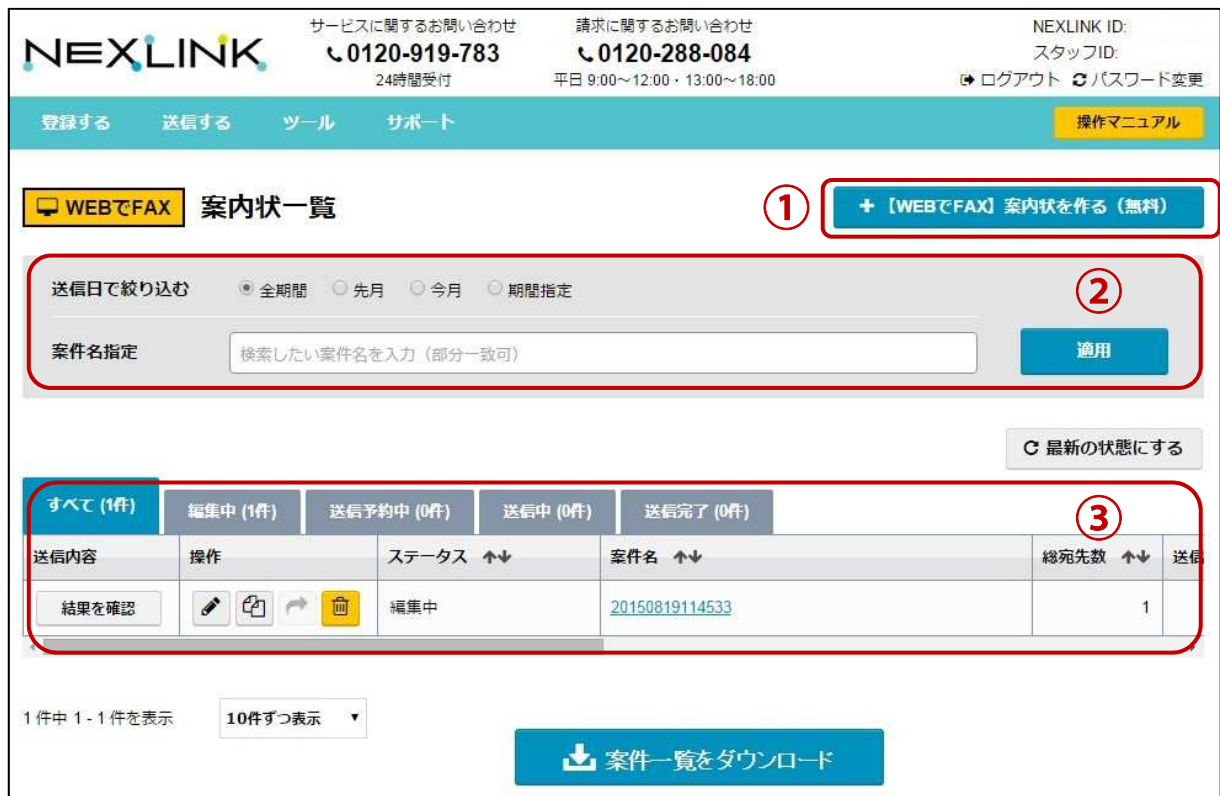 NEXLINK
サービスに関するお問い合わせ
0120-919-783
24時間受付
請求に関するお問い合わせ
0120-288-084
平日 9:00～12:00・13:00～18:00
NEXLINK ID:
スタッフID:
ログアウト パスワード変更
登録する 送信する ツール サポート 操作マニュアル
WEBでFAX 案内状一覧 ① + 【WEBでFAX】案内状を作る（無料）
送信日で絞り込む 全期間 先月 今月 期間指定 ②
案件名指定 検索したい案件名を入力（部分一致可） 適用
最新の状態にする
すべて (1件) 編集中 (1件) 送信予約中 (0件) 送信中 (0件) 送信完了 (0件) ③
送信内容 操作 ステータス 案件名 総宛先数 送信
結果を確認 編集中 20150819114533 1
1件中 1 - 1 件を表示 10件ずつ表示
案件一覧をダウンロード